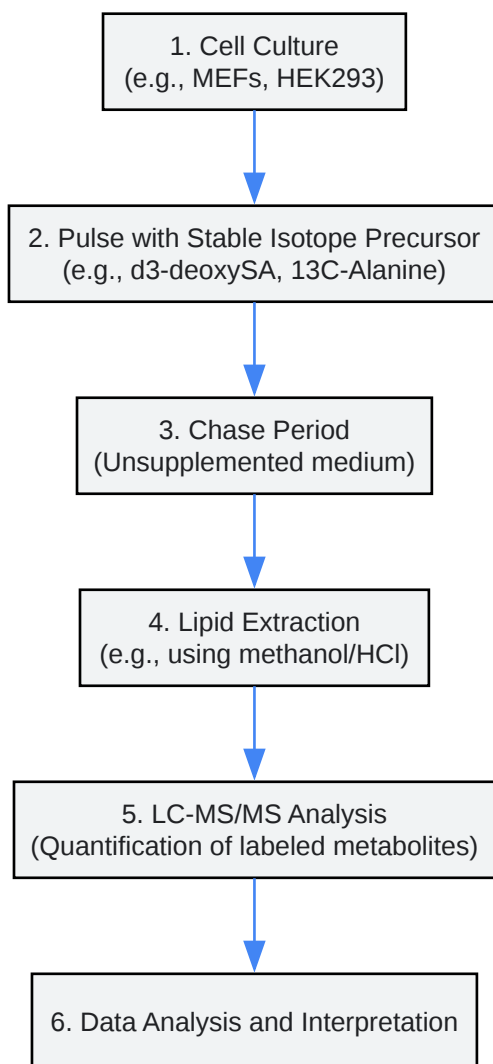 1. Cell Culture
(e.g., MEFs, HEK293)
2. Pulse with Stable Isotope Precursor
(e.g., d3-deoxySA, 13C-Alanine)
3. Chase Period
(Unsupplemented medium)
4. Lipid Extraction
(e.g., using methanol/HCl)
5. LC-MS/MS Analysis
(Quantification of labeled metabolites)
6. Data Analysis and Interpretation